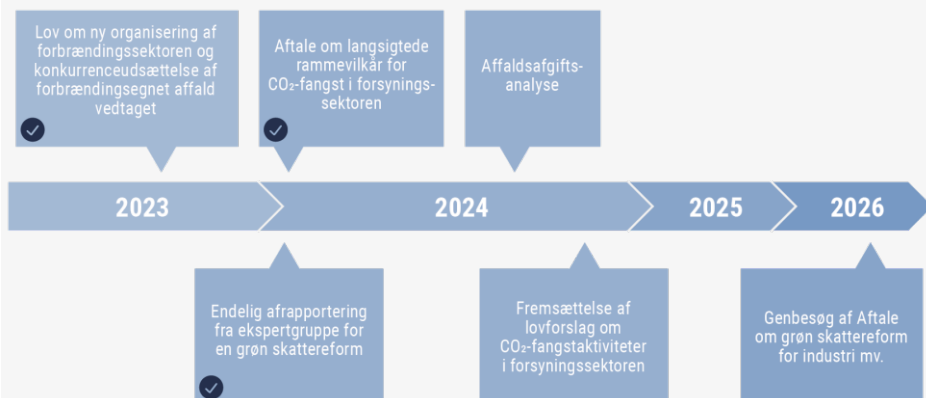 Lov om ny organisering af
forbrændingssektoren og
konkurrenceudsættelse af
forbrændingsegnet affald
vedtaget
Aftale om langsigtede
rammevilkår for
CO₂-fangst i forsynings-
sektoren
Affaldsafgifts-
analyse
2023
2024
2025
2026
Endelig afrapportering
fra ekspertgruppe for
en grøn skattereform
Fremsættelse af
lovforslag om
CO₂-fangstaktiviteter
i forsyningssektoren
Genbesøg af Aftale
om grøn skattereform
for industri mv.